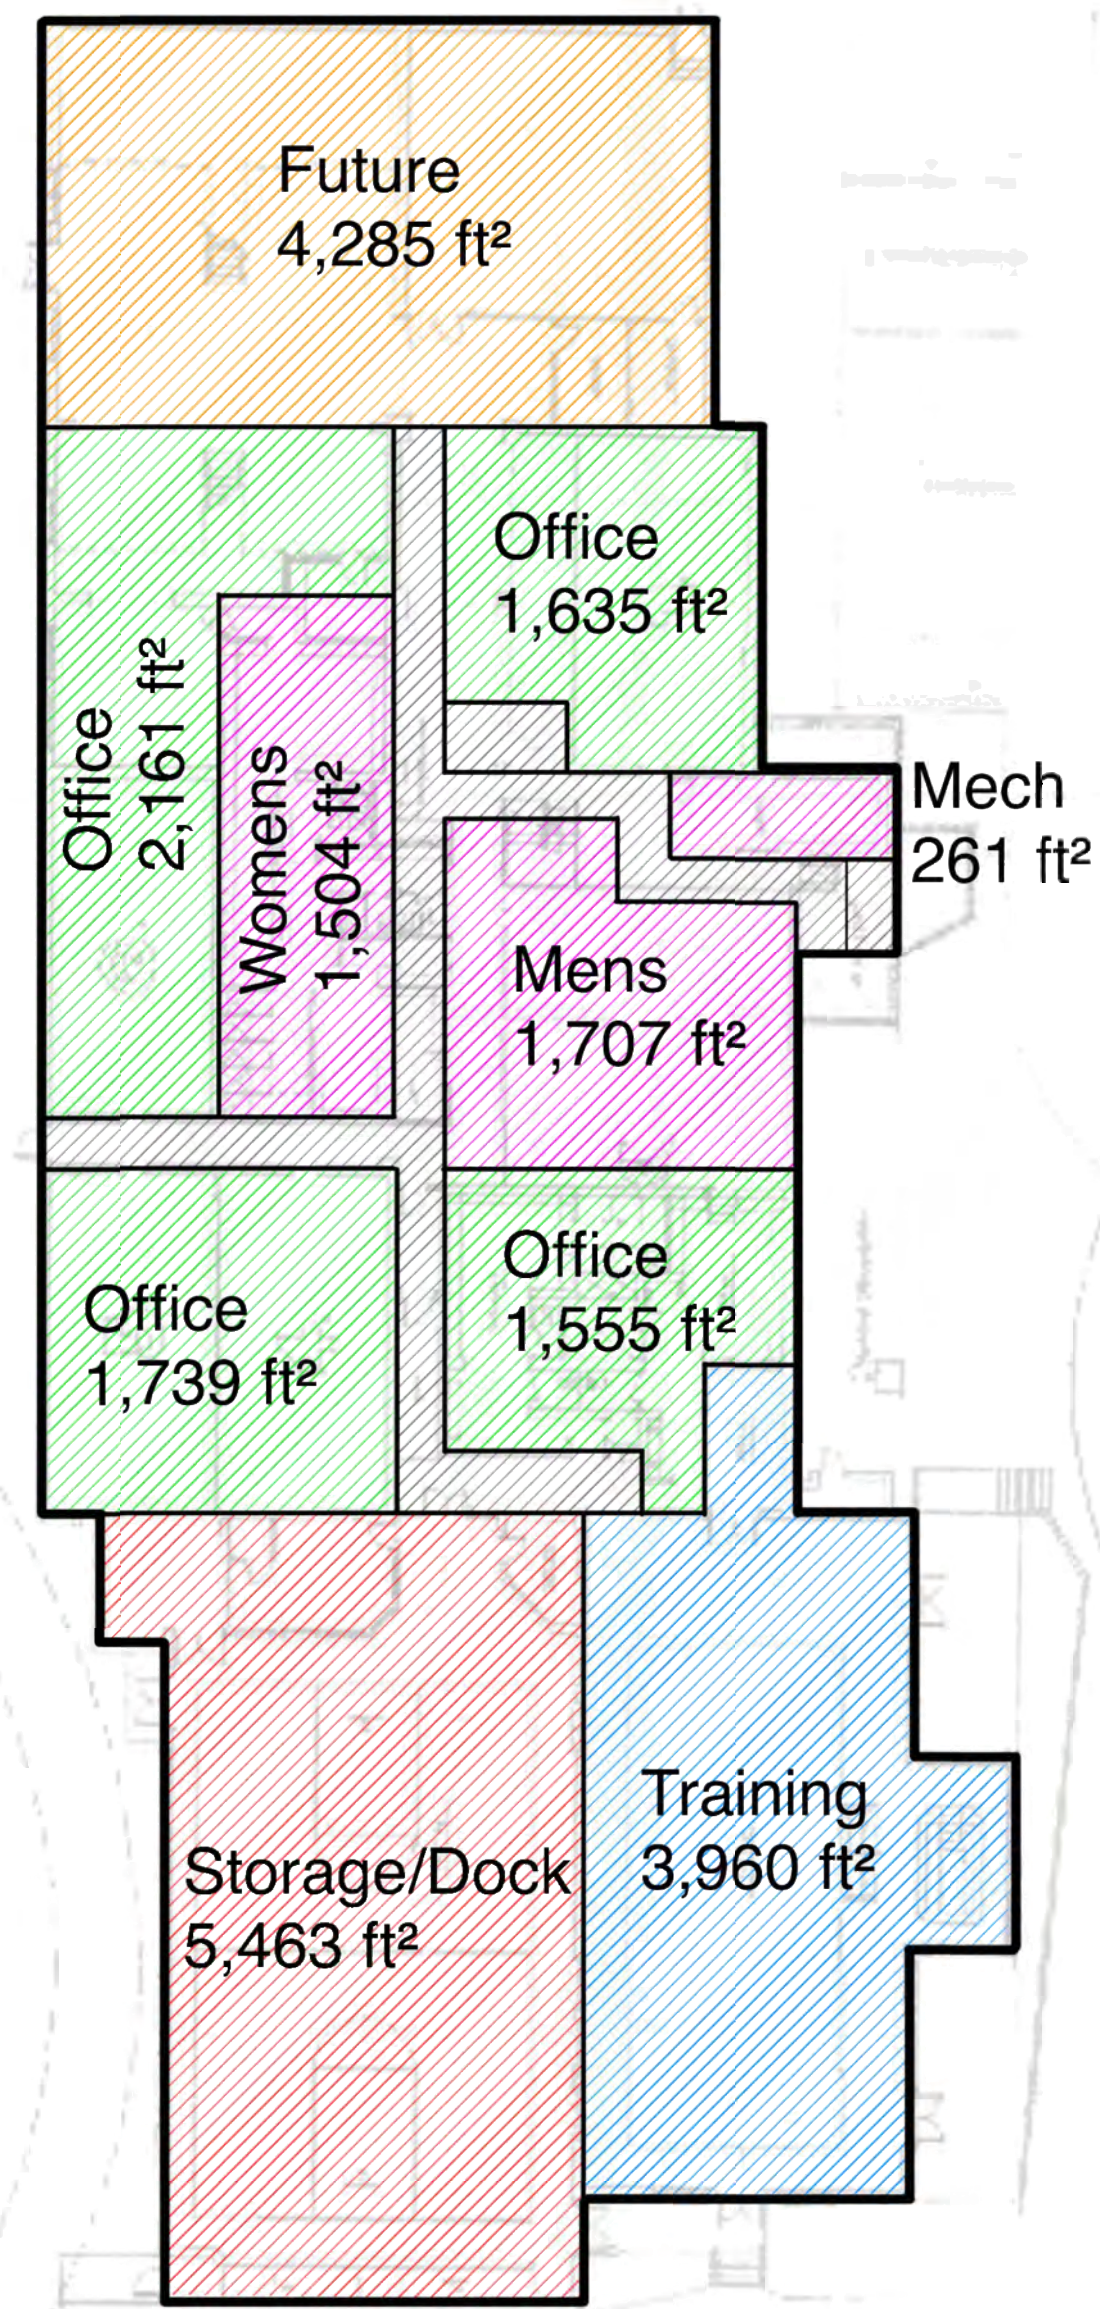 Future
4,285 ft²
Office
1,635 ft²
Office
2,161 ft²
Womens
1,504 ft²
Mech
261 ft²
Mens
1,707 ft²
Office
1,555 ft²
Office
1,739 ft²
Training
3,960 ft²
Storage/Dock
5,463 ft²